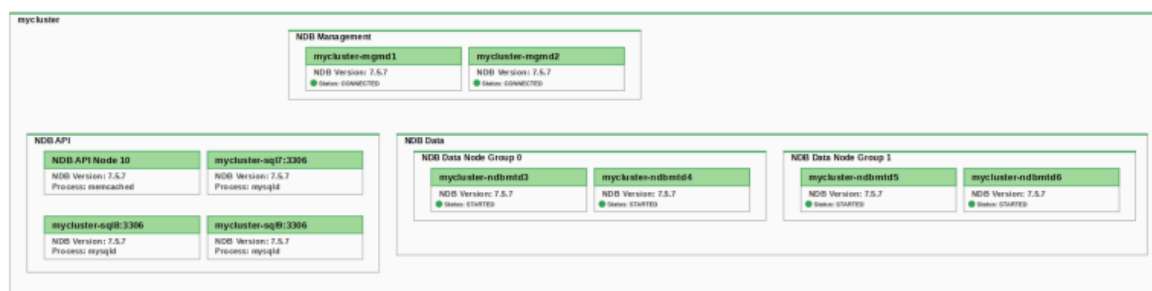 mycluster
NDB Management
mycluster-mgmd1
NDB Version: 7.5.7
Status: CONNECTED
mycluster-mgmd2
NDB Version: 7.5.7
Status: CONNECTED
NDB API
NDB API Node 10
NDB Version: 7.5.7
Process: memcached
mycluster-sql7:3306
NDB Version: 7.5.7
Process: mysqld
mycluster-sql8:3306
NDB Version: 7.5.7
Process: mysqld
mycluster-sql9:3306
NDB Version: 7.5.7
Process: mysqld
NDB Data
NDB Data Node Group 0
mycluster-ndbmtd3
NDB Version: 7.5.7
Status: STARTED
mycluster-ndbmtd4
NDB Version: 7.5.7
Status: STARTED
NDB Data Node Group 1
mycluster-ndbmtd5
NDB Version: 7.5.7
Status: STARTED
mycluster-ndbmtd6
NDB Version: 7.5.7
Status: STARTED